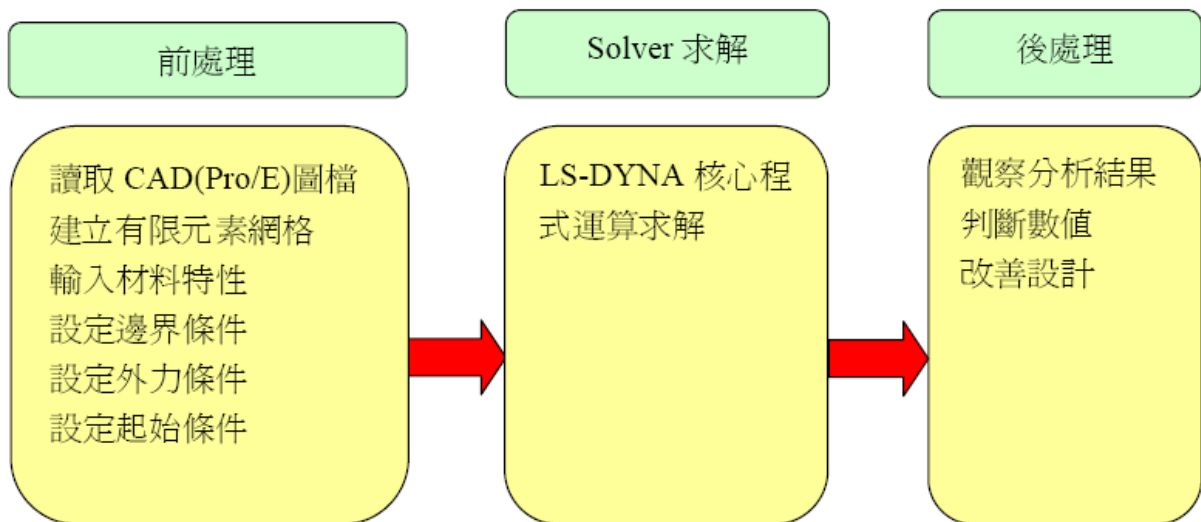 前處理
Solver 求解
後處理
讀取 CAD(Pro/E)圖檔
建立有限元素網格
輸入材料特性
設定邊界條件
設定外力條件
設定起始條件
LS-DYNA 核心程
式運算求解
觀察分析結果
判斷數值
改善設計